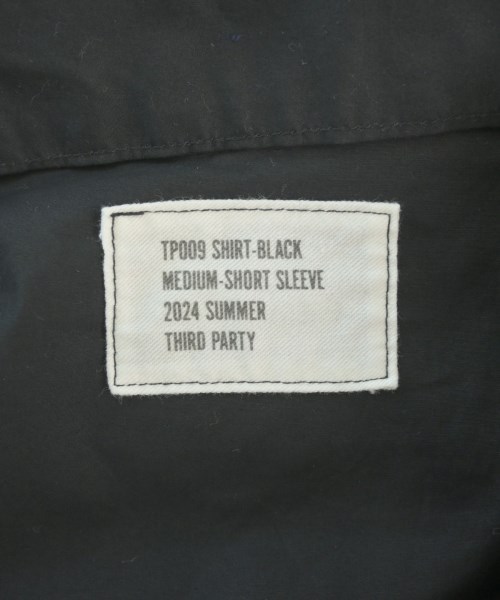 TP009 SHIRT-BLACK
MEDIUM-SHORT SLEEVE
2024 SUMMER
THIRD PARTY